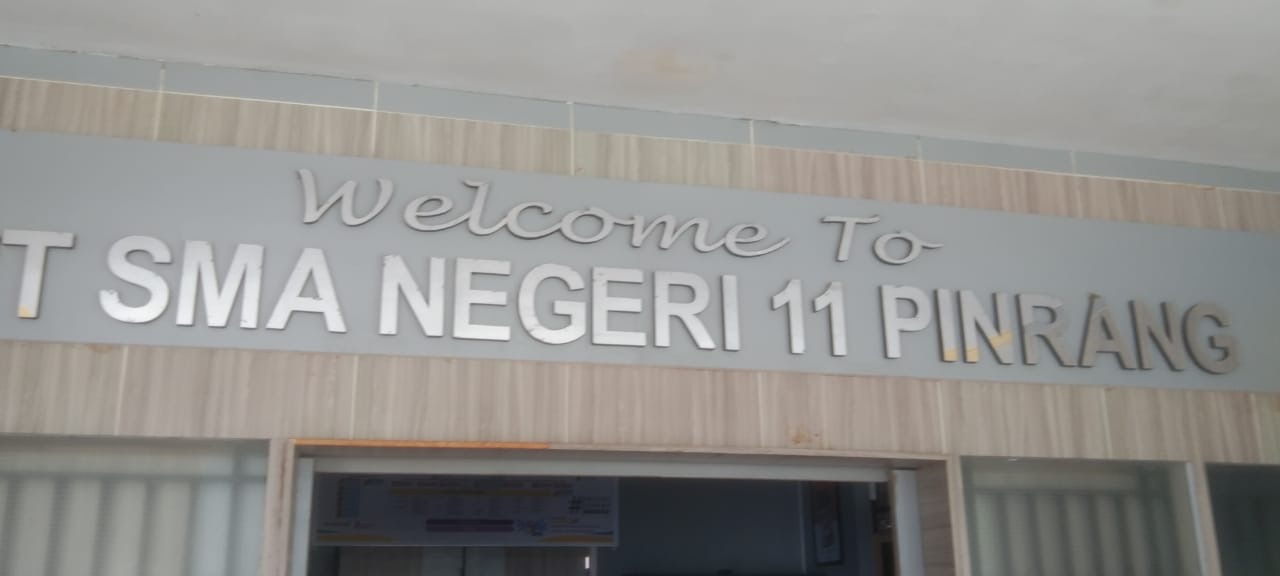 Welcome To
T SMA NEGERI 11 PINRANG